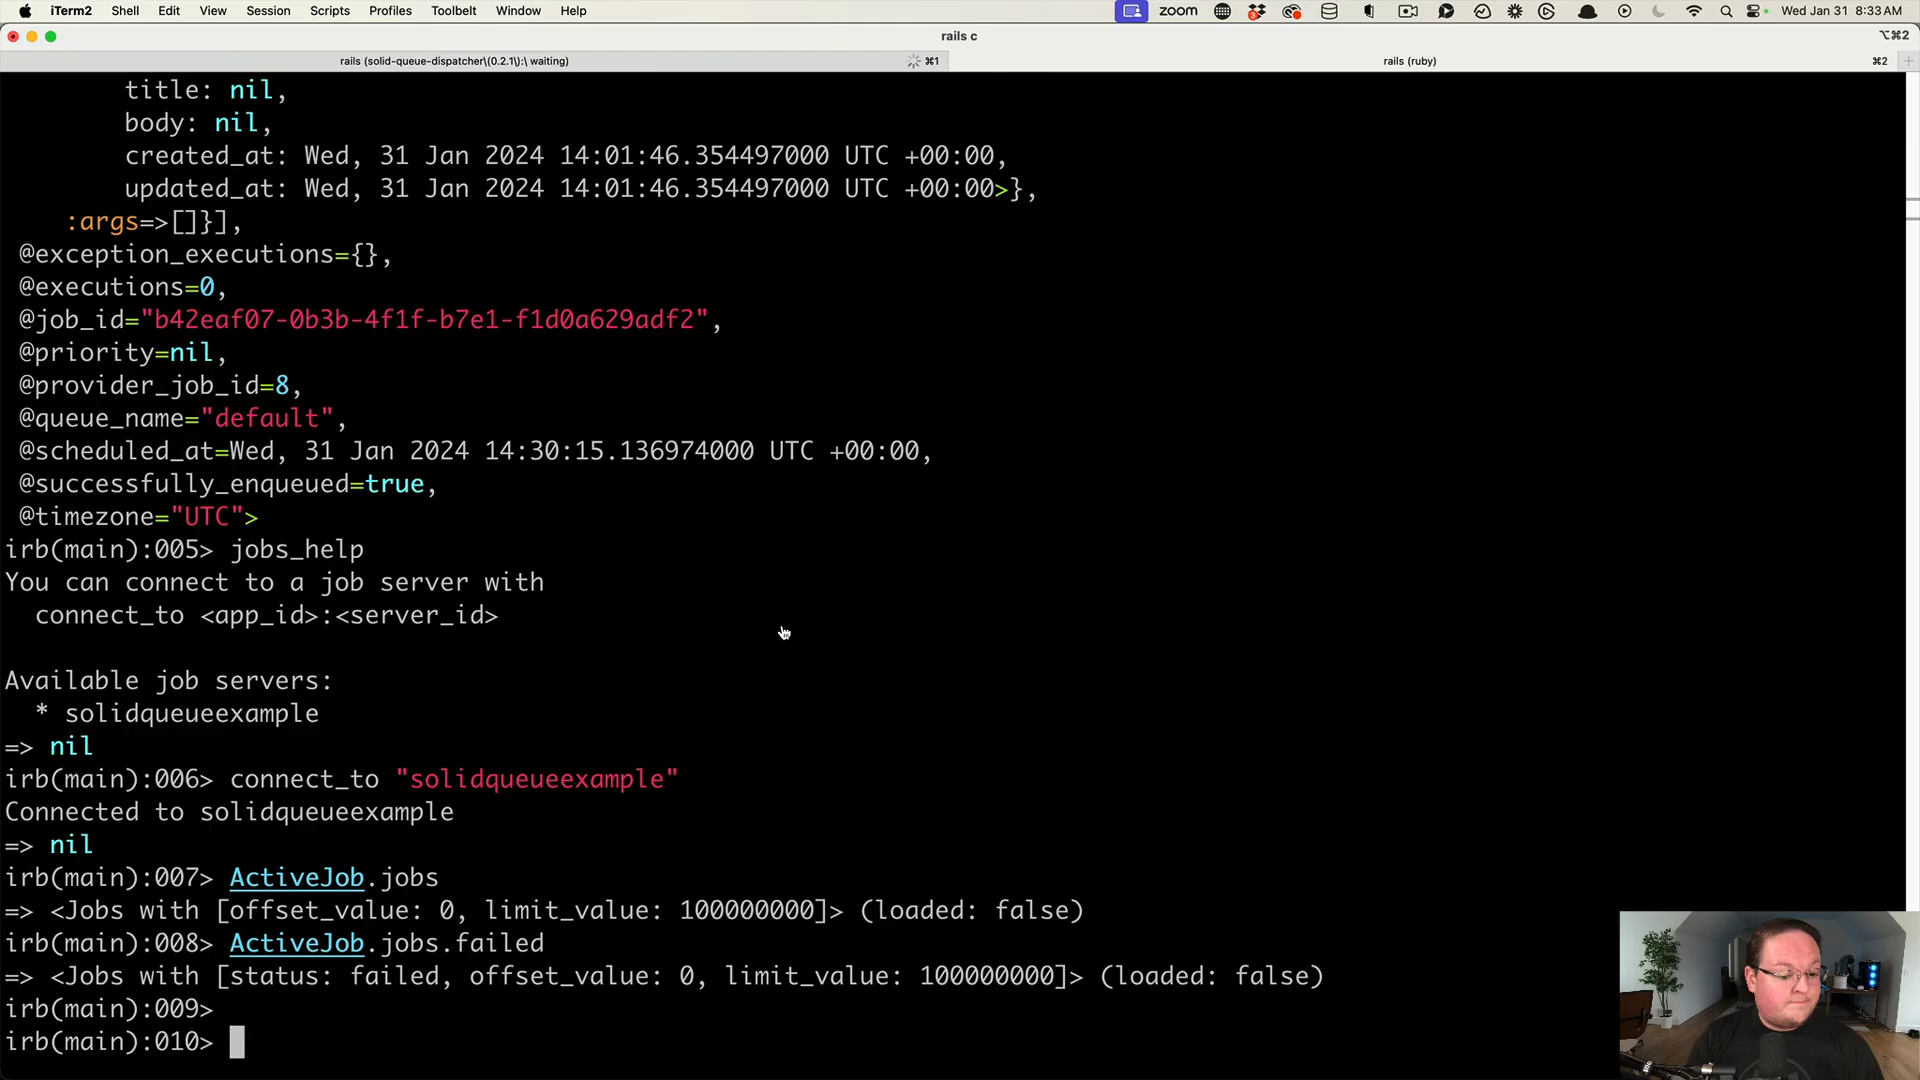 iTerm2 Shell Edit View Session Scripts Profiles Toolbelt Window Help zoom Wed Jan 31 8:33 AM
rails c ⌥⌘2
rails (solid-queue-dispatcher\(0.2.1\):\ waiting) ⌘1 rails (ruby) ⌘2
title: nil,
body: nil,
created_at: Wed, 31 Jan 2024 14:01:46.354497000 UTC +00:00,
updated_at: Wed, 31 Jan 2024 14:01:46.354497000 UTC +00:00>},
:args=>[]}],
@exception_executions={},
@executions=0,
@job_id="b42eaf07-0b3b-4f1f-b7e1-f1d0a629adf2",
@priority=nil,
@provider_job_id=8,
@queue_name="default",
@scheduled_at=Wed, 31 Jan 2024 14:30:15.136974000 UTC +00:00,
@successfully_enqueued=true,
@timezone="UTC">
irb(main):005> jobs_help
You can connect to a job server with
connect_to <app_id>:<server_id>
Available job servers:
* solidqueueexample
=> nil
irb(main):006> connect_to "solidqueueexample"
Connected to solidqueueexample
=> nil
irb(main):007> ActiveJob.jobs
=> <Jobs with [offset_value: 0, limit_value: 100000000]> (loaded: false)
irb(main):008> ActiveJob.jobs.failed
=> <Jobs with [status: failed, offset_value: 0, limit_value: 100000000]> (loaded: false)
irb(main):009>
irb(main):010>